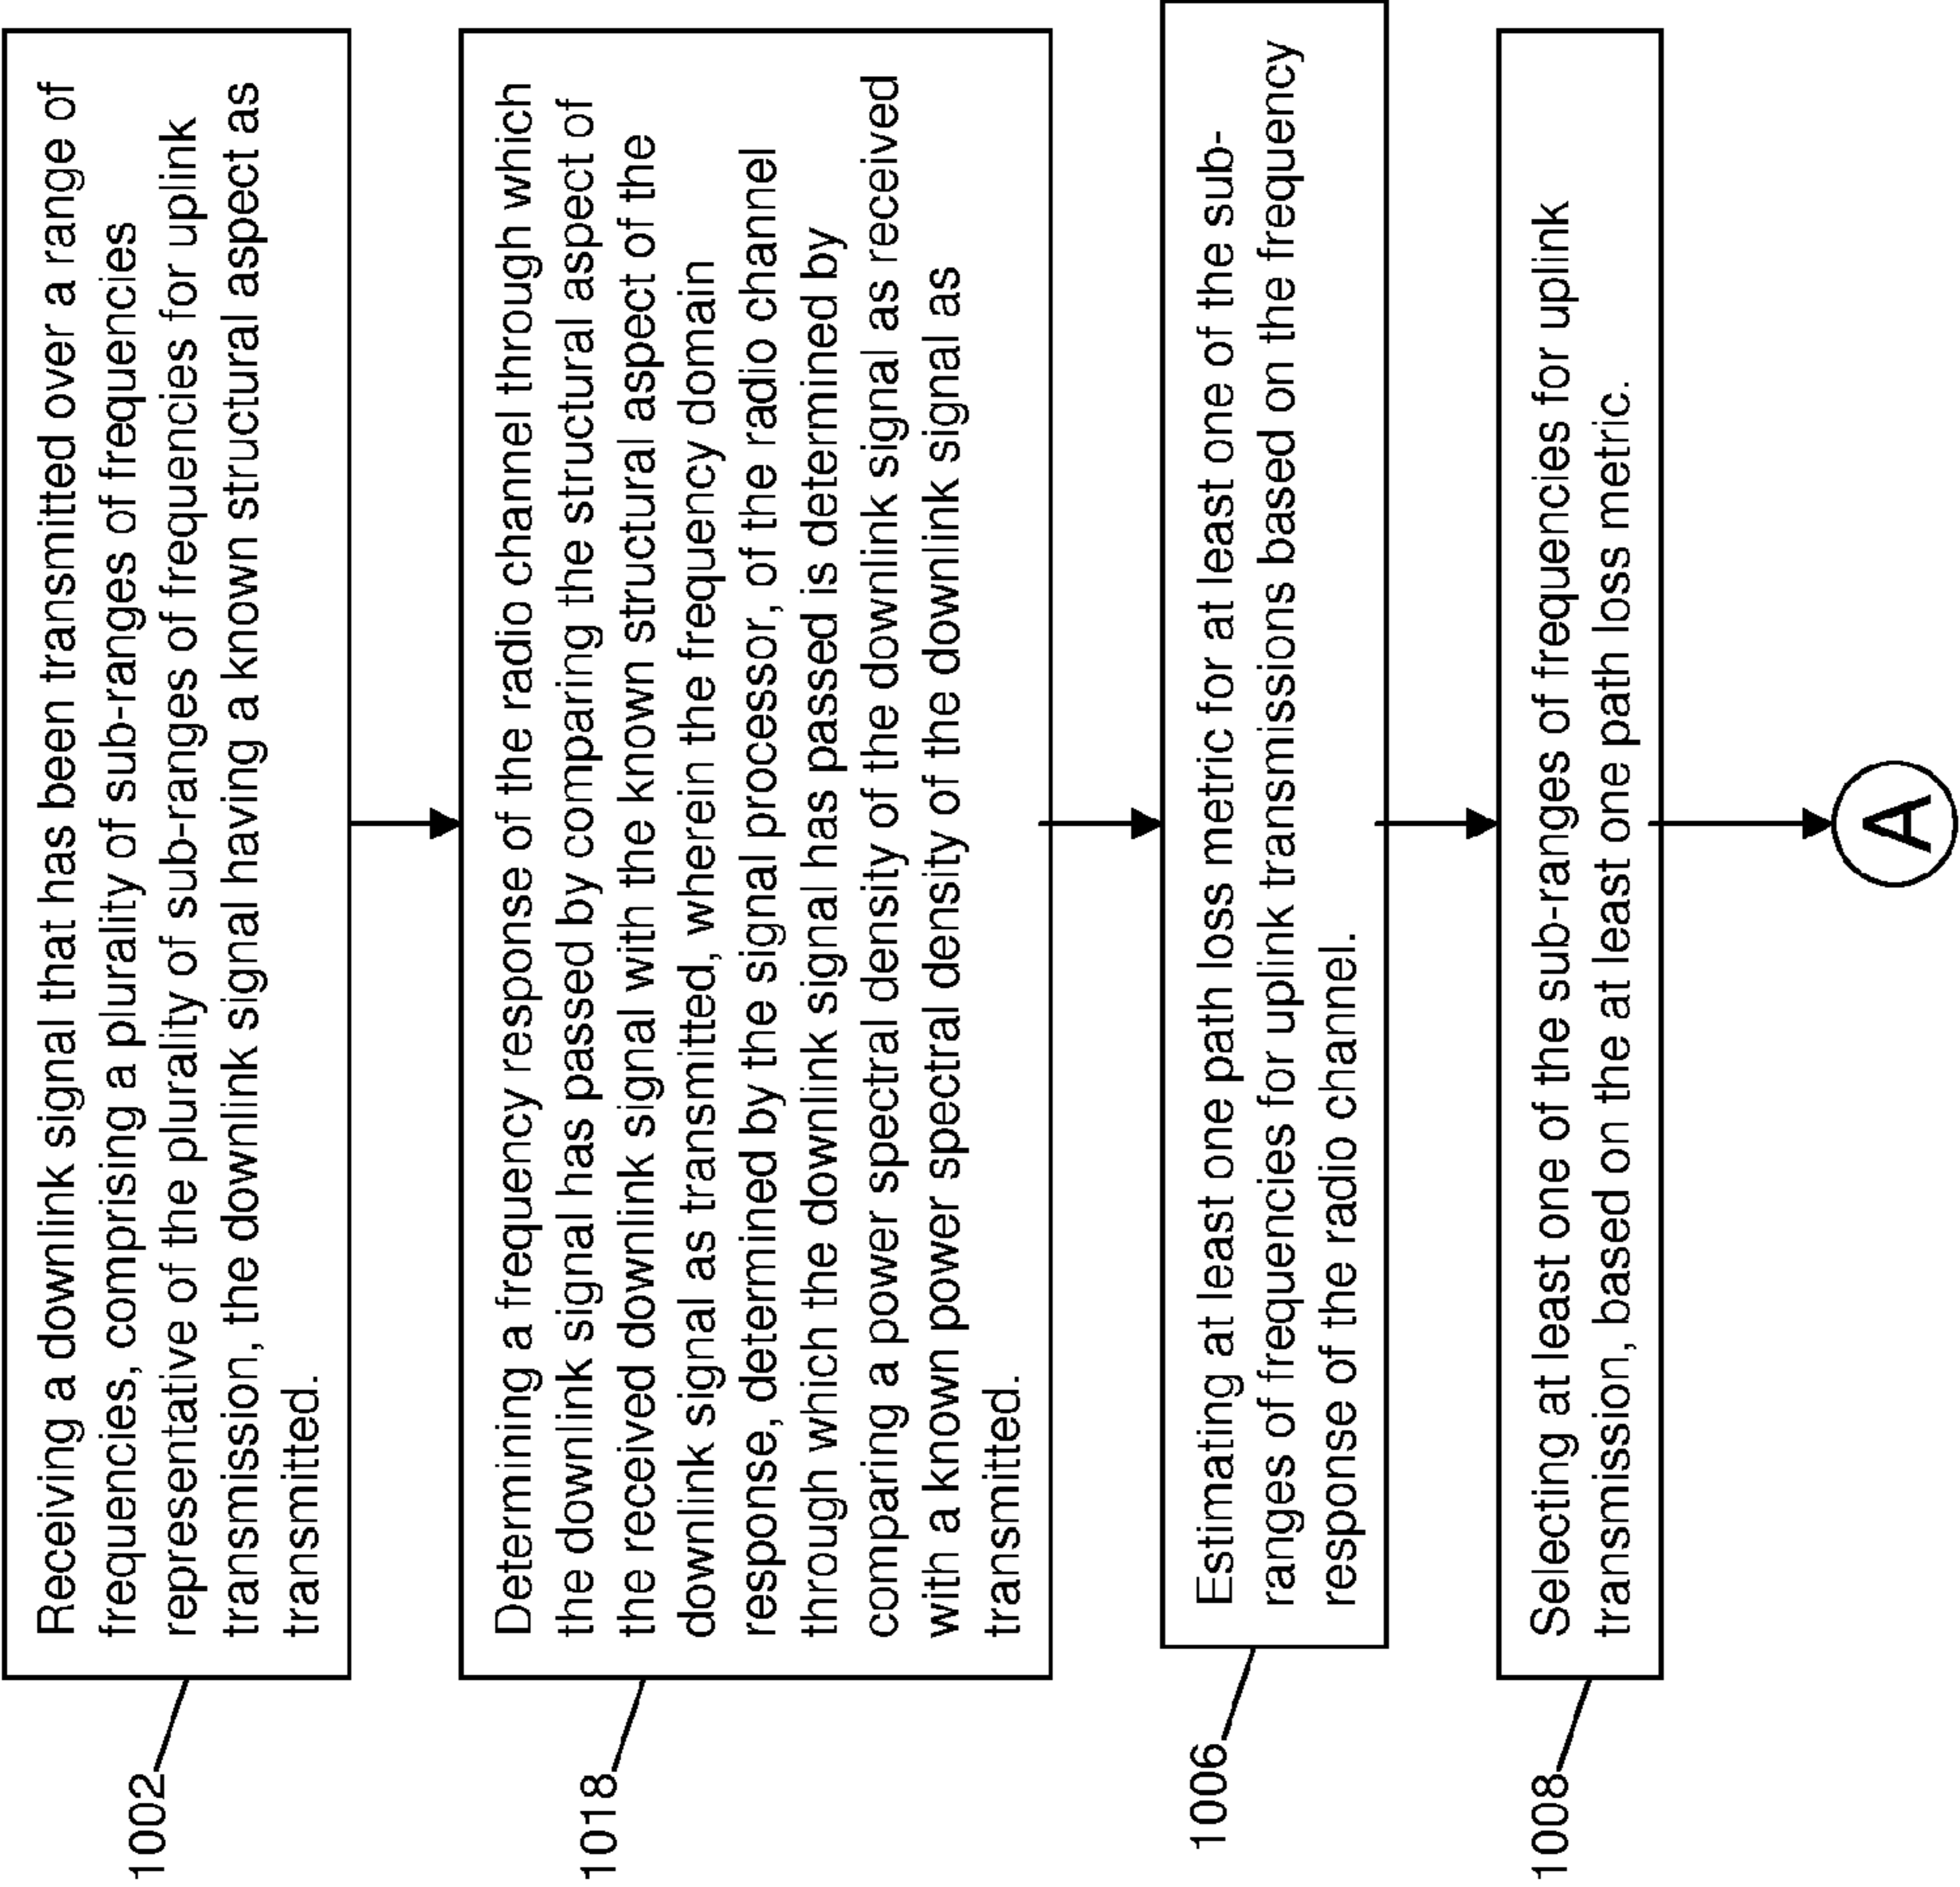 1002
Receiving a downlink signal that has been transmitted over a range of
frequencies, comprising a plurality of sub-ranges of frequencies
representative of the plurality of sub-ranges of frequencies for uplink
transmission, the downlink signal having a known structural aspect as
transmitted.
1018
Determining a frequency response of the radio channel through which
the downlink signal has passed by comparing the structural aspect of
the received downlink signal with the known structural aspect of the
downlink signal as transmitted, wherein the frequency domain
response, determined by the signal processor, of the radio channel
through which the downlink signal has passed is determined by
comparing a power spectral density of the downlink signal as received
with a known power spectral density of the downlink signal as
transmitted.
1006
Estimating at least one path loss metric for at least one of the sub-
ranges of frequencies for uplink transmissions based on the frequency
response of the radio channel.
1008
Selecting at least one of the sub-ranges of frequencies for uplink
transmission, based on the at least one path loss metric.
A